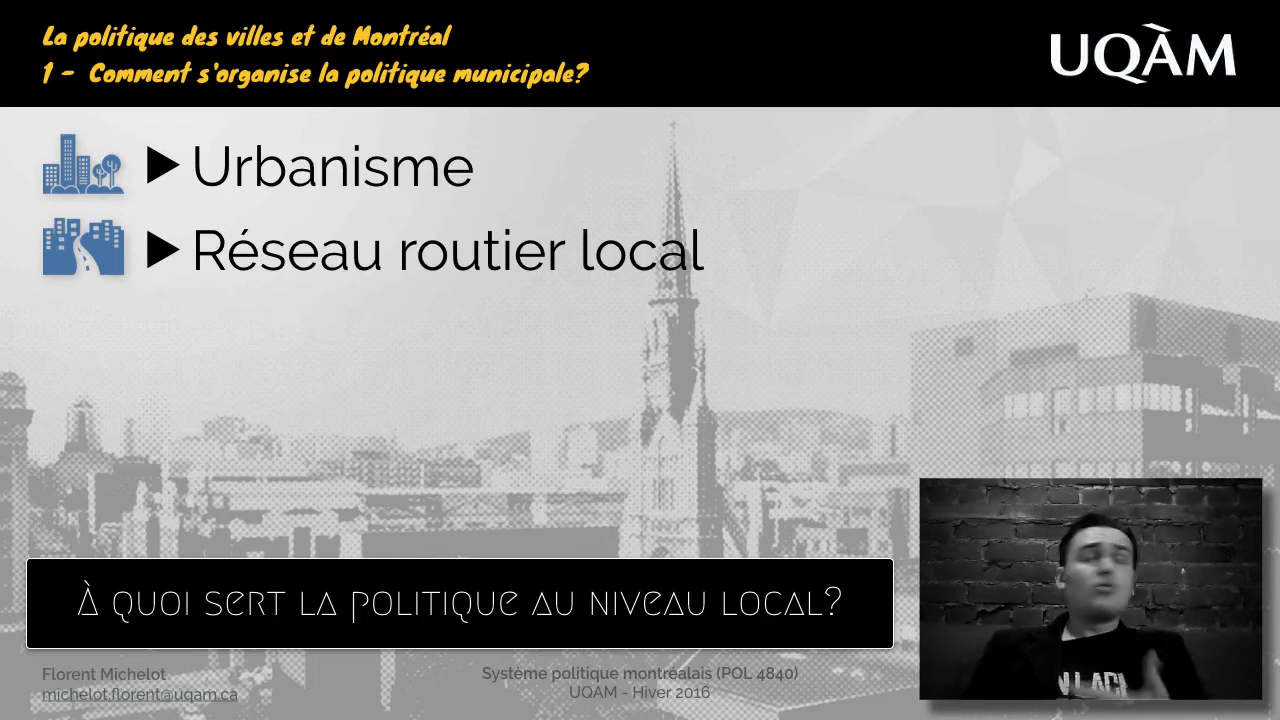 La politique des villes et de Montréal
1 - Comment s'organise la politique municipale?
UQÀM
Urbanisme
Réseau routier local
À QUOI SERT LA POLITIQUE AU NIVEAU LOCAL?
Florent Michelot
michelot.florent@uqam.ca
Système politique montréalais (POL 4840)
UQAM - Hiver 2016